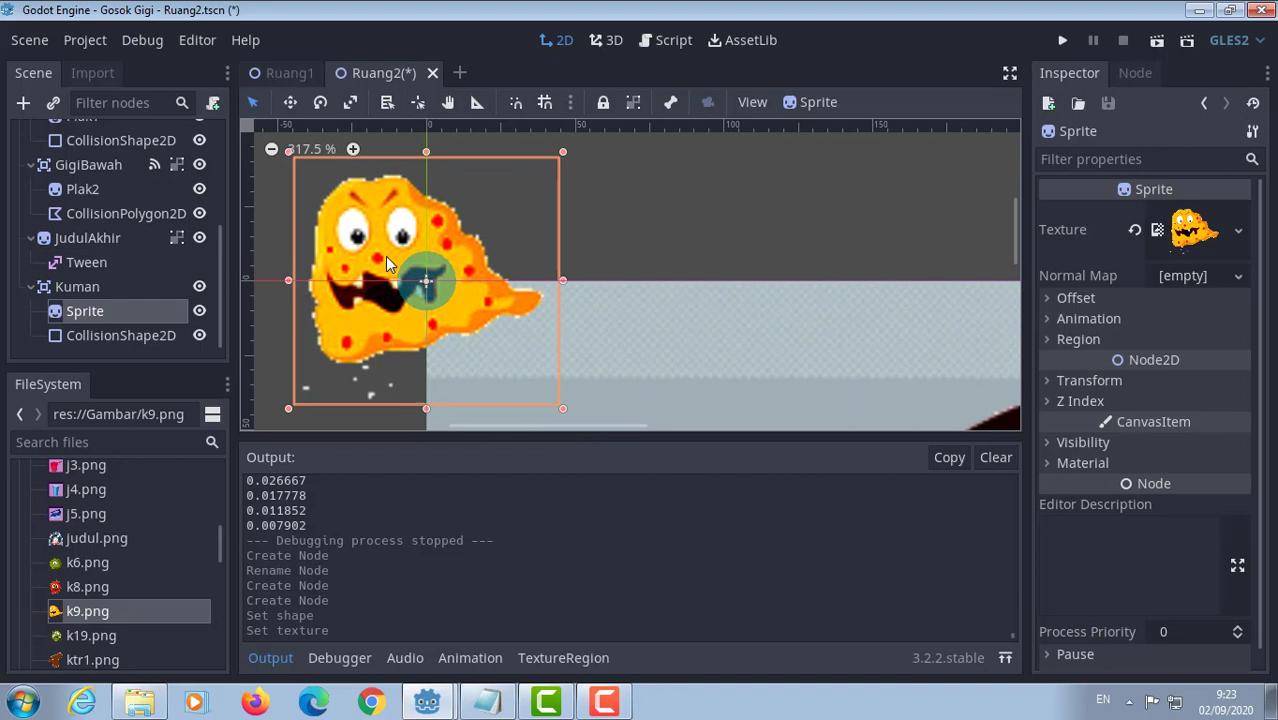 Godot Engine - Gosok Gigi - Ruang2.tscn (*)
Scene Project Debug Editor Help
2D 3D Script AssetLib
GLES2
Scene Import
Filter nodes
CollisionShape2D
GigiBawah
Plak2
CollisionPolygon2D
JudulAkhir
Tween
Kuman
Sprite
CollisionShape2D
FileSystem
res://Gambar/k9.png
Search files
j3.png
j4.png
j5.png
judul.png
k6.png
k8.png
k9.png
k19.png
ktr1.png
Ruang1 Ruang2(*)
View Sprite
-50 0 50 100 150
317.5 %
0
50
Output:
Copy Clear
0.026667
0.017778
0.011852
0.007902
--- Debugging process stopped ---
Create Node
Rename Node
Create Node
Create Node
Set shape
Set texture
Output Debugger Audio Animation TextureRegion
3.2.2.stable
Inspector Node
Sprite
Filter properties
Sprite
Texture
Normal Map [empty]
Offset
Animation
Region
Node2D
Transform
Z Index
CanvasItem
Visibility
Material
Node
Editor Description
Process Priority 0
Pause
EN
9:23
02/09/2020